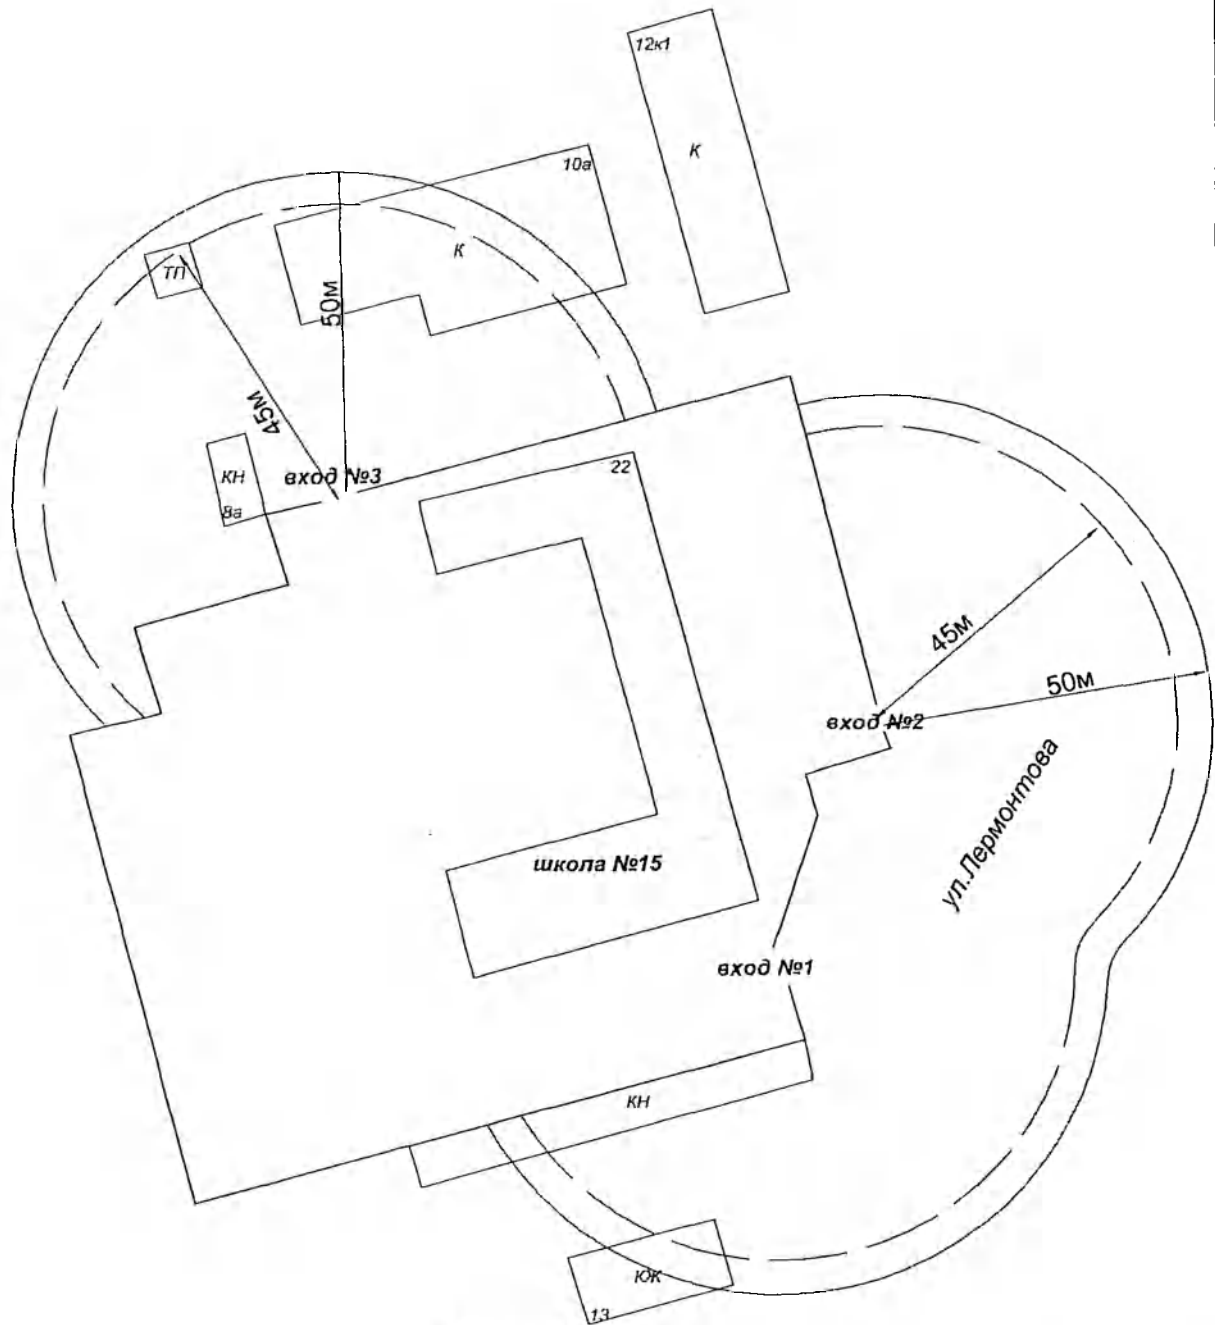 12к1
К
10а
К
ТП
50м
45м
КН
8а
вход №3
22
45м
50м
вход №2
ул.Лермонтова
школа №15
вход №1
КН
КЖ
13